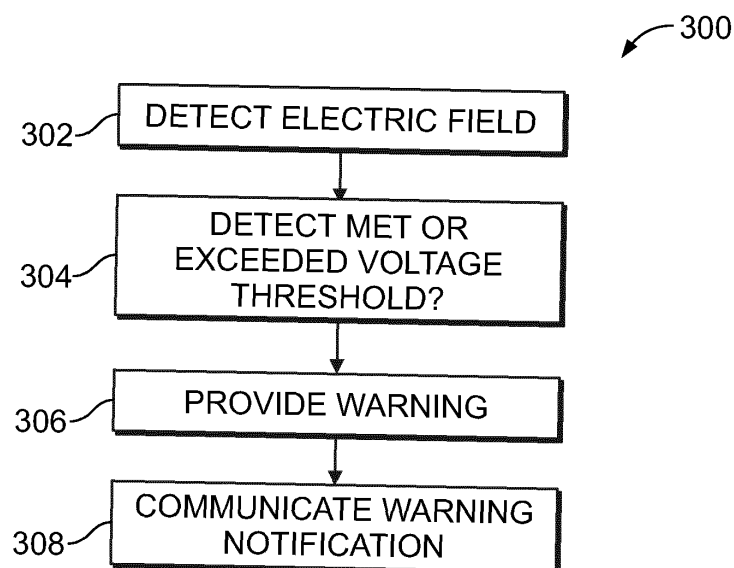 300
302
DETECT ELECTRIC FIELD
304
DETECT MET OR
EXCEEDED VOLTAGE
THRESHOLD?
306
PROVIDE WARNING
308
COMMUNICATE WARNING
NOTIFICATION